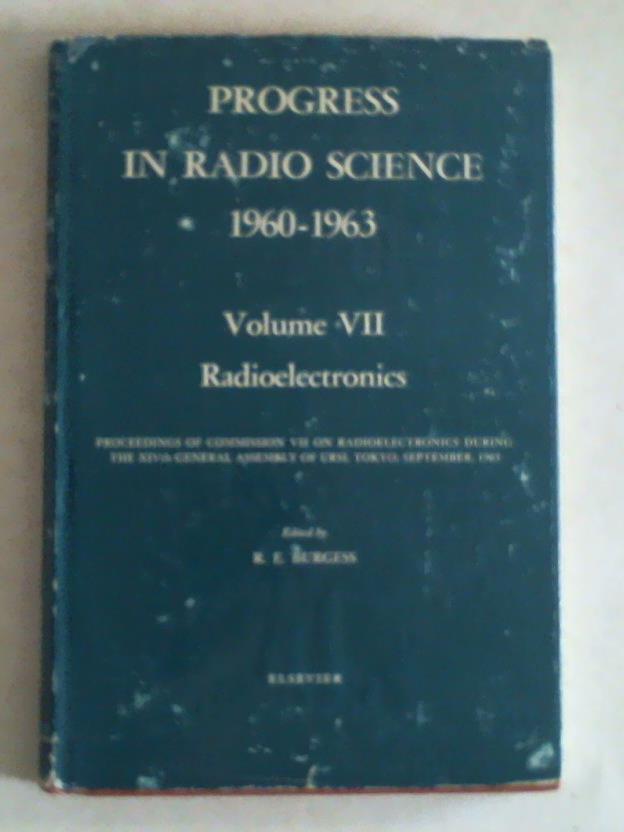 PROGRESS
IN RADIO SCIENCE
1960-1963
Volume VII
Radioelectronics
PROCEEDINGS OF COMMISSION VII ON RADIOELECTRONICS DURING
THE XIVth GENERAL ASSEMBLY OF URSI, TOKYO, SEPTEMBER, 1963
Edited by
R. E. BURGESS
ELSEVIER